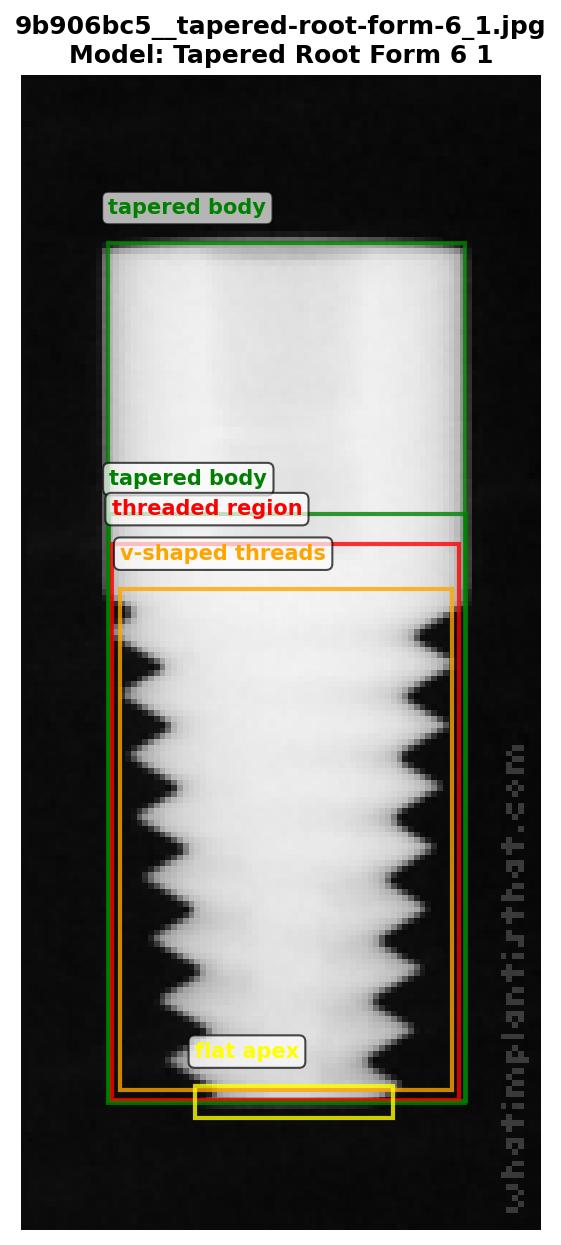 9b906bc5__tapered-root-form-6_1.jpg
Model: Tapered Root Form 6 1
tapered body
tapered body
threaded region
v-shaped threads
flat apex
whatimplantisthat.com